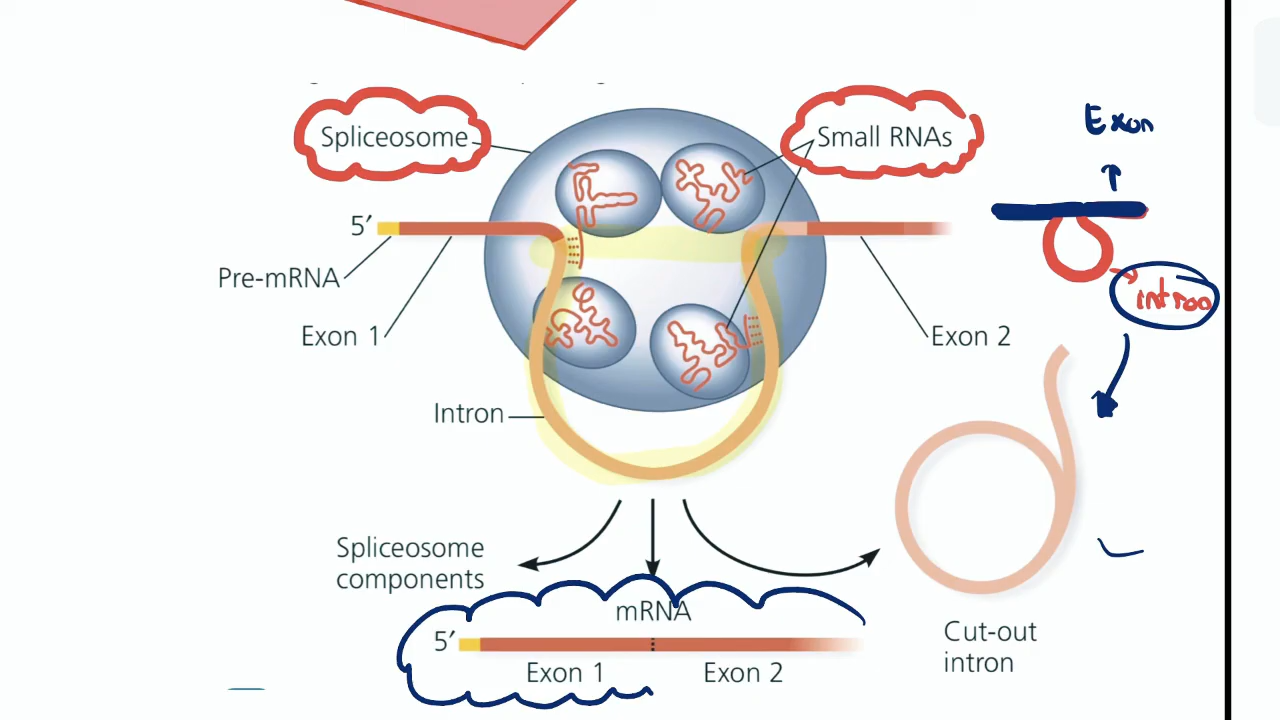 Spliceosome
Small RNAs
Exon
5′
Pre-mRNA
intron
Exon 1
Exon 2
Intron
Spliceosome
components
mRNA
5′
Exon 1
Exon 2
Cut-out
intron